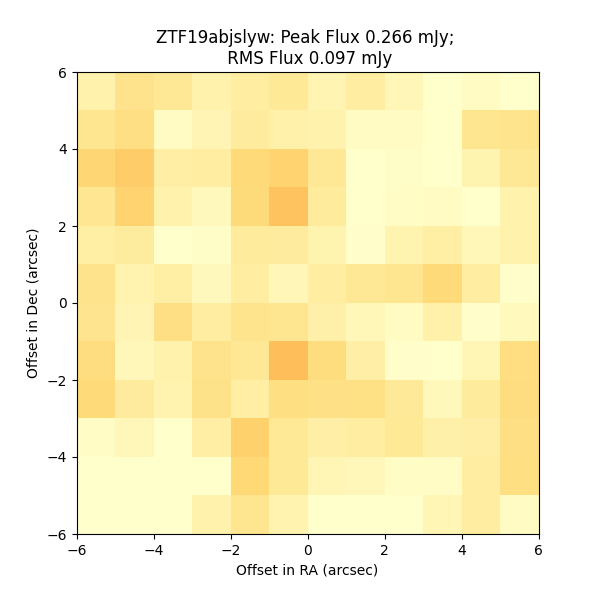 ZTF19abjslyw: Peak Flux 0.266 mJy;
RMS Flux 0.097 mJy
6
4
2
0
−2
−4
−6
Offset in Dec (arcsec)
−6 −4 −2 0 2 4 6
Offset in RA (arcsec)